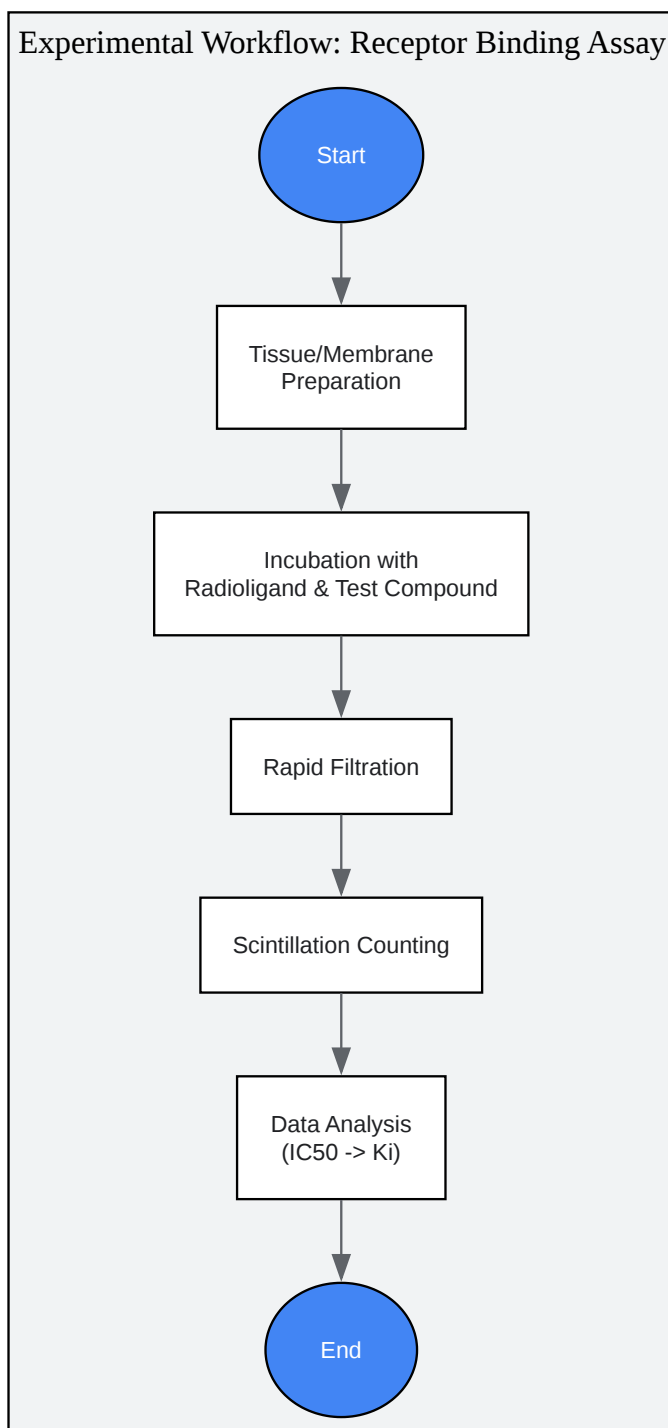 Experimental Workflow: Receptor Binding Assay
Start
Tissue/Membrane
Preparation
Incubation with
Radioligand & Test Compound
Rapid Filtration
Scintillation Counting
Data Analysis
(IC50 -> Ki)
End